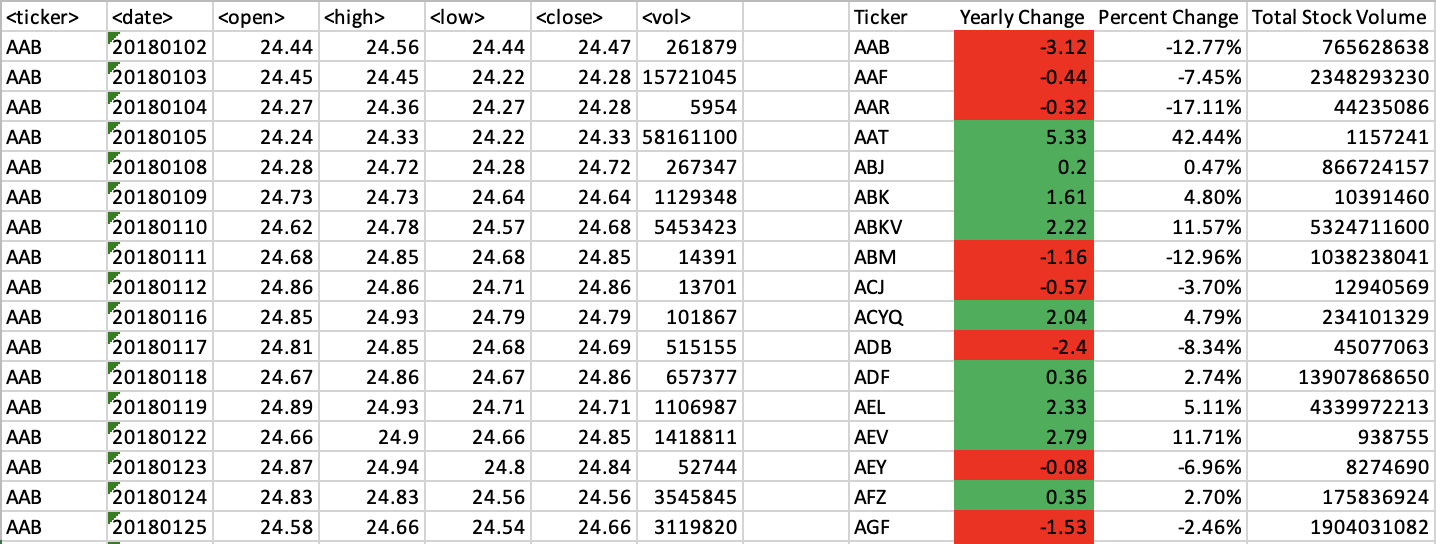 <ticker> <date> <open> <high> <low> <close> <vol> Ticker Yearly Change Percent Change Total Stock Volume
AAB 20180102 24.44 24.56 24.44 24.47 261879 AAB -3.12 -12.77% 765628638
AAB 20180103 24.45 24.45 24.22 24.28 15721045 AAF -0.44 -7.45% 2348293230
AAB 20180104 24.27 24.36 24.27 24.28 5954 AAR -0.32 -17.11% 44235086
AAB 20180105 24.24 24.33 24.22 24.33 58161100 AAT 5.33 42.44% 1157241
AAB 20180108 24.28 24.72 24.28 24.72 267347 ABJ 0.2 0.47% 866724157
AAB 20180109 24.73 24.73 24.64 24.64 1129348 ABK 1.61 4.80% 10391460
AAB 20180110 24.62 24.78 24.57 24.68 5453423 ABKV 2.22 11.57% 5324711600
AAB 20180111 24.68 24.85 24.68 24.85 14391 ABM -1.16 -12.96% 1038238041
AAB 20180112 24.86 24.86 24.71 24.86 13701 ACJ -0.57 -3.70% 12940569
AAB 20180116 24.85 24.93 24.79 24.79 101867 ACYQ 2.04 4.79% 234101329
AAB 20180117 24.81 24.85 24.68 24.69 515155 ADB -2.4 -8.34% 45077063
AAB 20180118 24.67 24.86 24.67 24.86 657377 ADF 0.36 2.74% 13907868650
AAB 20180119 24.89 24.93 24.71 24.71 1106987 AEL 2.33 5.11% 4339972213
AAB 20180122 24.66 24.9 24.66 24.85 1418811 AEV 2.79 11.71% 938755
AAB 20180123 24.87 24.94 24.8 24.84 52744 AEY -0.08 -6.96% 8274690
AAB 20180124 24.83 24.83 24.56 24.56 3545845 AFZ 0.35 2.70% 175836924
AAB 20180125 24.58 24.66 24.54 24.66 3119820 AGF -1.53 -2.46% 1904031082